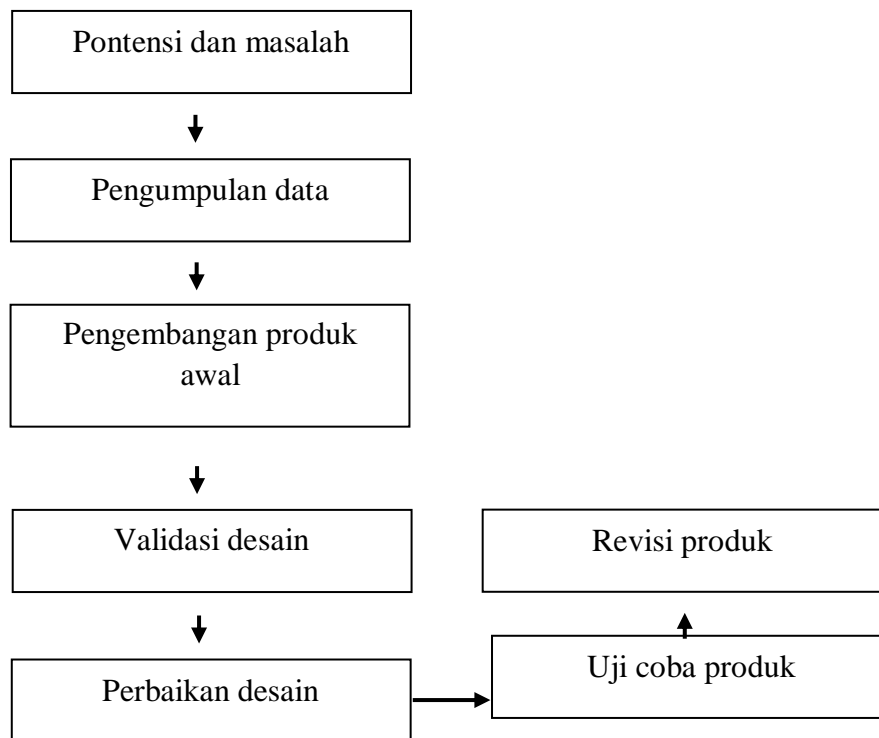 Pontensi dan masalah
Pengumpulan data
Pengembangan produk
awal
Validasi desain
Perbaikan desain
Uji coba produk
Revisi produk